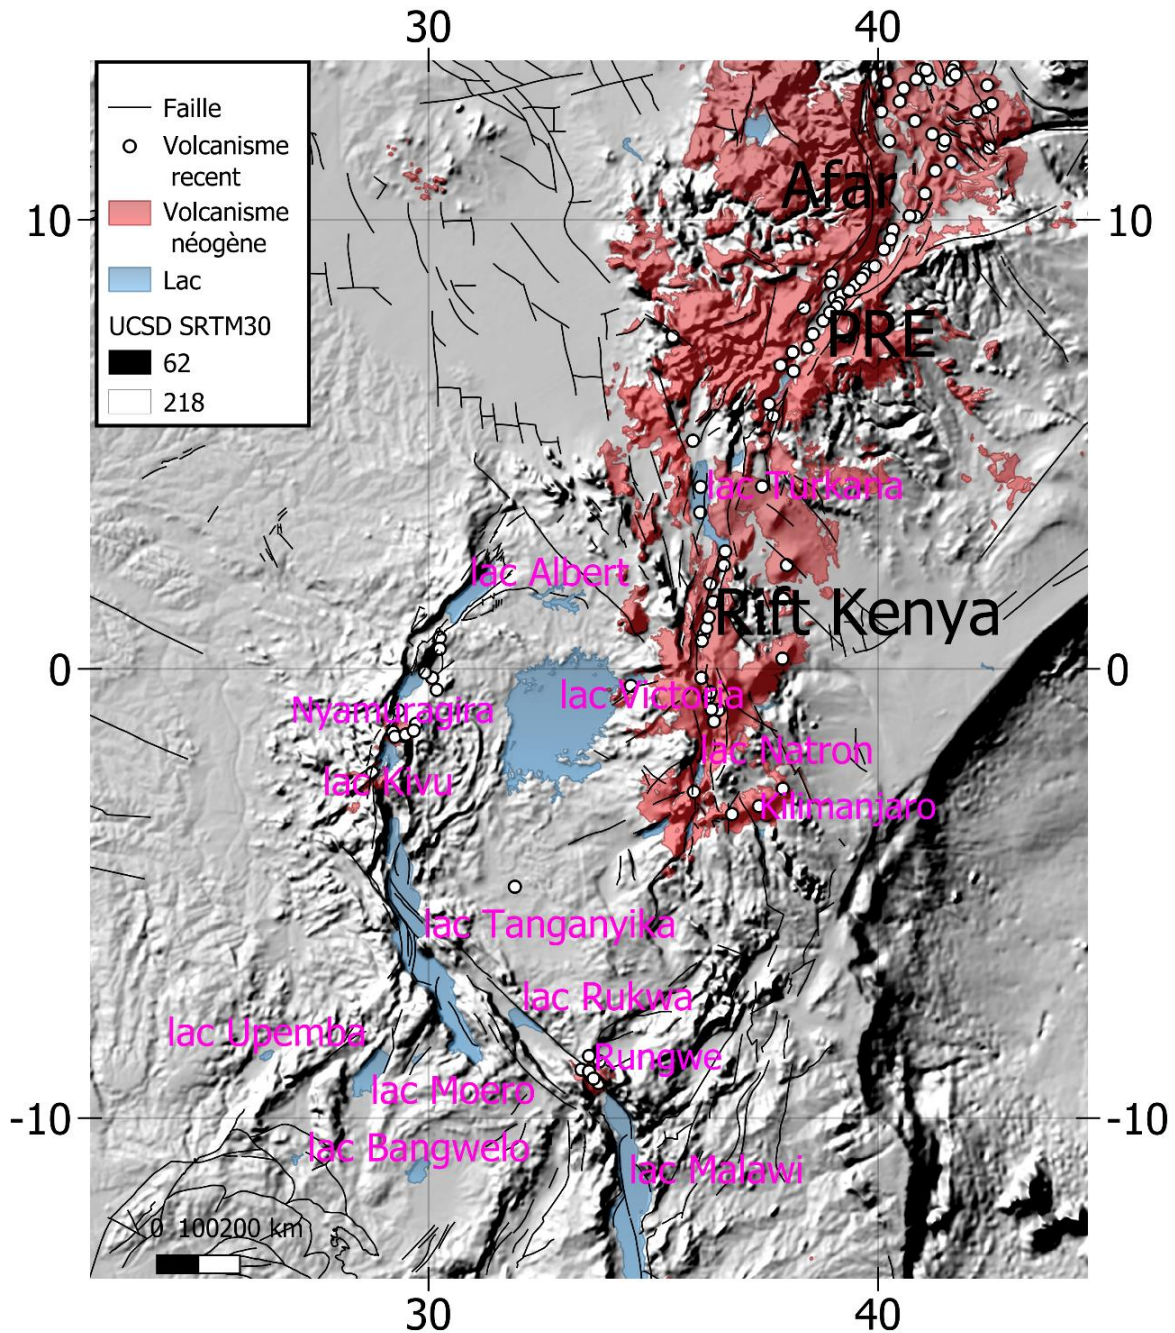 30
40
Faille
Volcanisme
recent
Volcanisme
néogène
Lac
UCSD SRTM30
62
218
Afar
10
10
PRE
lac Turkana
lac Albert
Rift Kenya
0
0
lac Victoria
Nyamuragira
lac Natron
lac Kivu
Kilimanjaro
lac Tanganyika
lac Rukwa
lac Upemba
Rungwe
lac Moero
-10
-10
lac Bangwelo
lac Malawi
0 100200 km
30
40